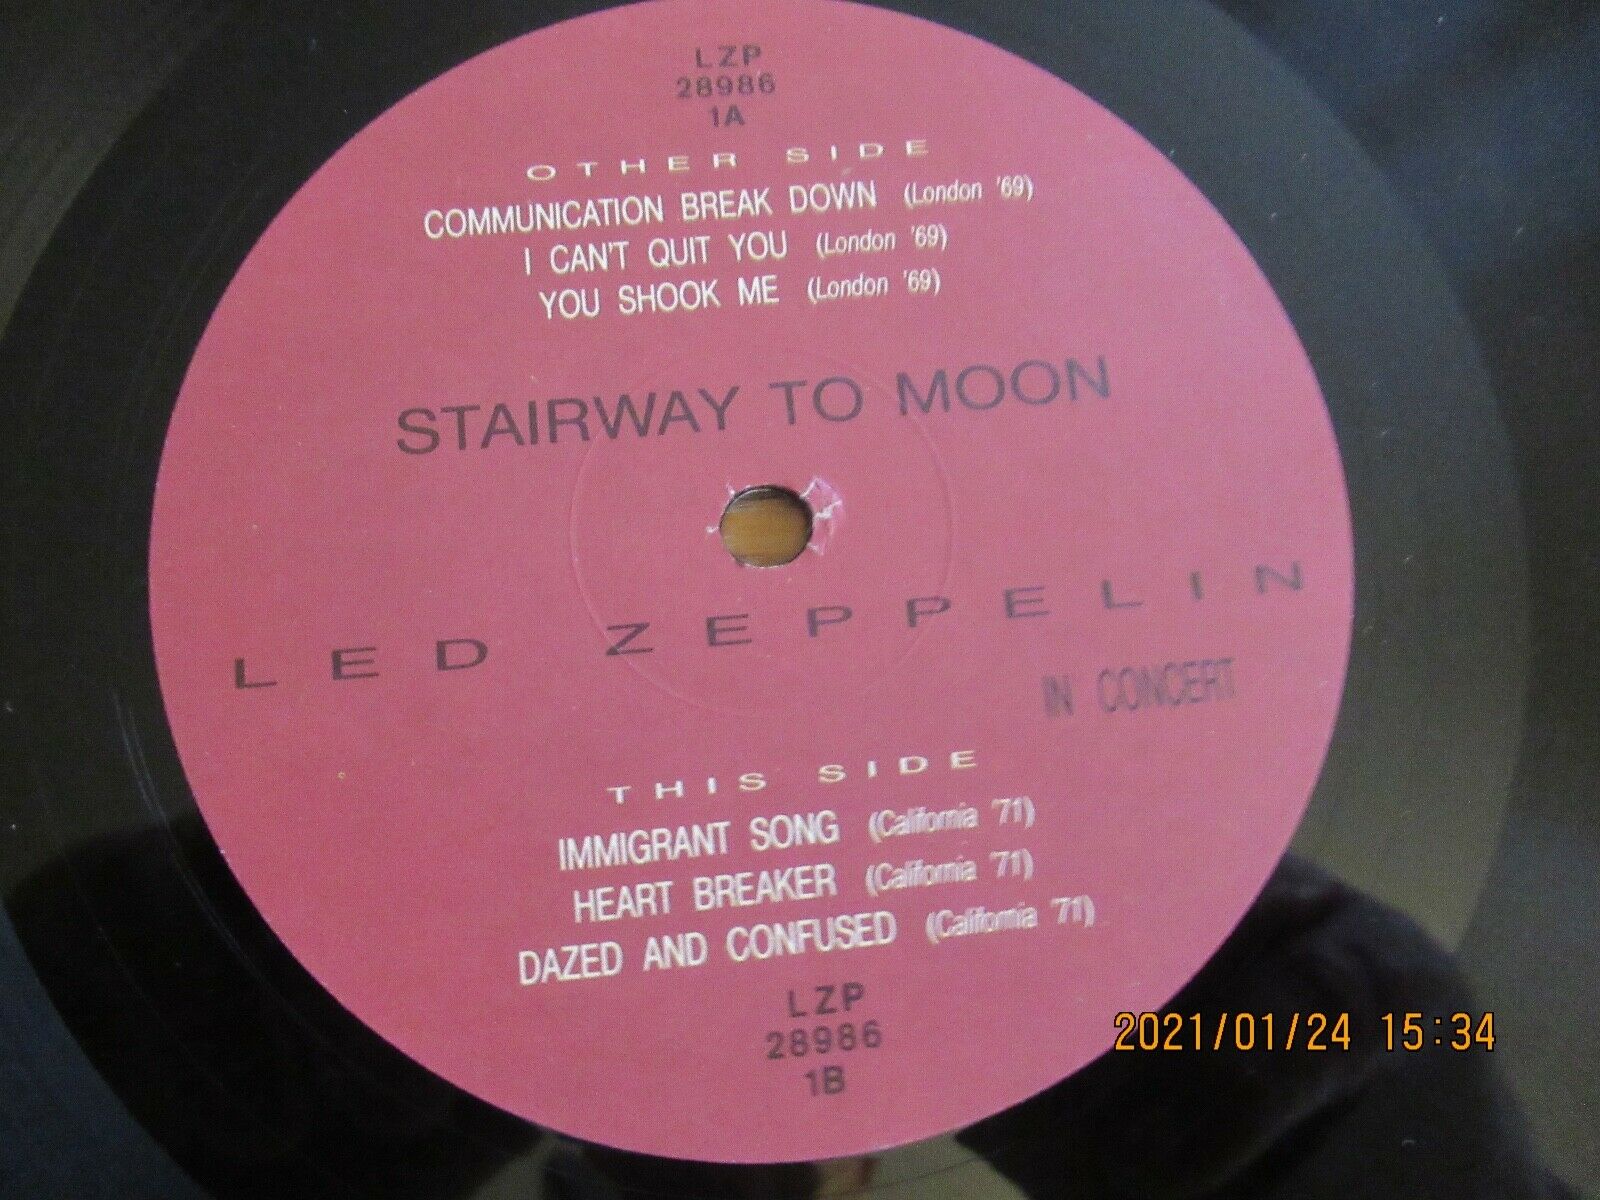 LZP
28986
1A
OTHER SIDE
COMMUNICATION BREAK DOWN (London '69)
I CAN'T QUIT YOU (London '69)
YOU SHOOK ME (London '69)
STAIRWAY TO MOON
LED ZEPPELIN
IN CONCERT
THIS SIDE
IMMIGRANT SONG (California '71)
HEART BREAKER (California '71)
DAZED AND CONFUSED (California '71)
LZP
28986
1B
2021/01/24 15:34